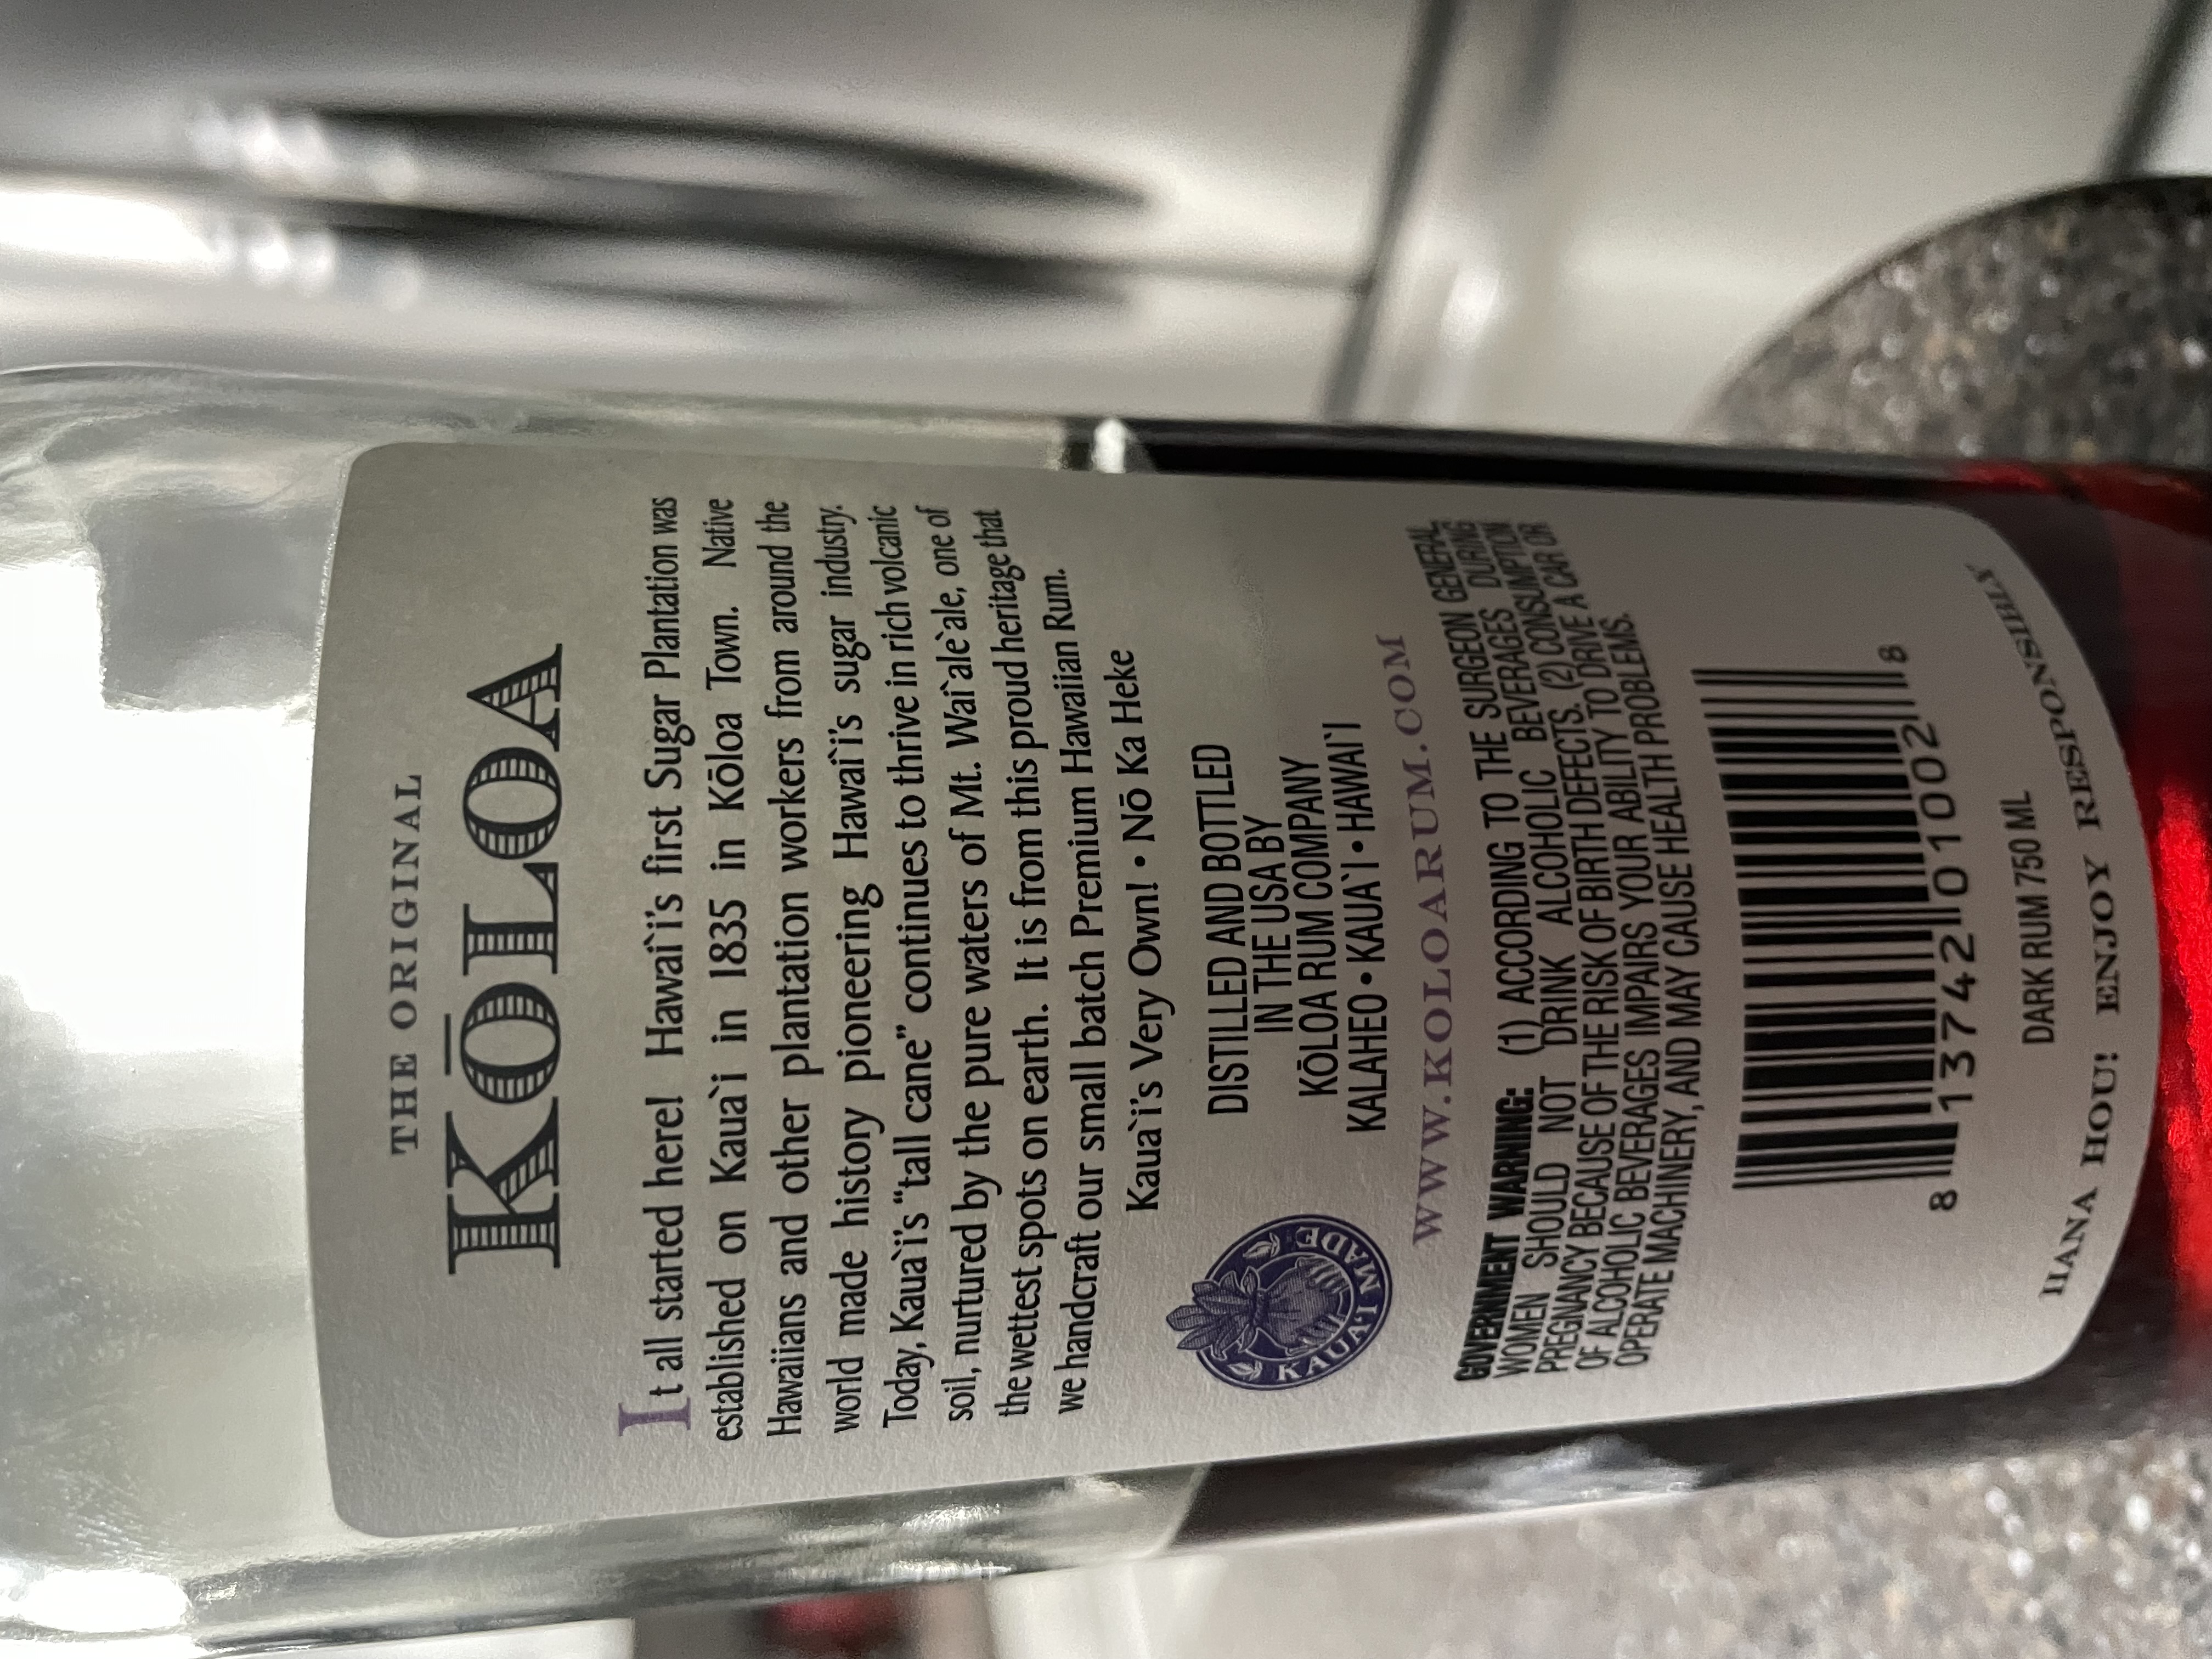 THE ORIGINAL
KŌLOA
It all started here! Hawai`i's first Sugar Plantation was
established on Kaua`i in 1835 in Kōloa Town. Native
Hawaiians and other plantation workers from around the
world made history pioneering Hawai`i's sugar industry.
Today, Kaua`i's “tall cane” continues to thrive in rich volcanic
soil, nurtured by the pure waters of Mt. Wai`ale`ale, one of
the wettest spots on earth. It is from this proud heritage that
we handcraft our small batch Premium Hawaiian Rum.
Kaua`i's Very Own! • Nō Ka Heke
KAUA`I MADE
DISTILLED AND BOTTLED
IN THE USA BY
KŌLOA RUM COMPANY
KALAHEO • KAUA`I • HAWAI`I
WWW.KOLOARUM.COM
GOVERNMENT WARNING: (1) ACCORDING TO THE SURGEON GENERAL,
WOMEN SHOULD NOT DRINK ALCOHOLIC BEVERAGES DURING
PREGNANCY BECAUSE OF THE RISK OF BIRTH DEFECTS. (2) CONSUMPTION
OF ALCOHOLIC BEVERAGES IMPAIRS YOUR ABILITY TO DRIVE A CAR OR
OPERATE MACHINERY, AND MAY CAUSE HEALTH PROBLEMS.
8 13742 01002 8
DARK RUM 750 ML
HANA HOU! ENJOY RESPONSIBLY